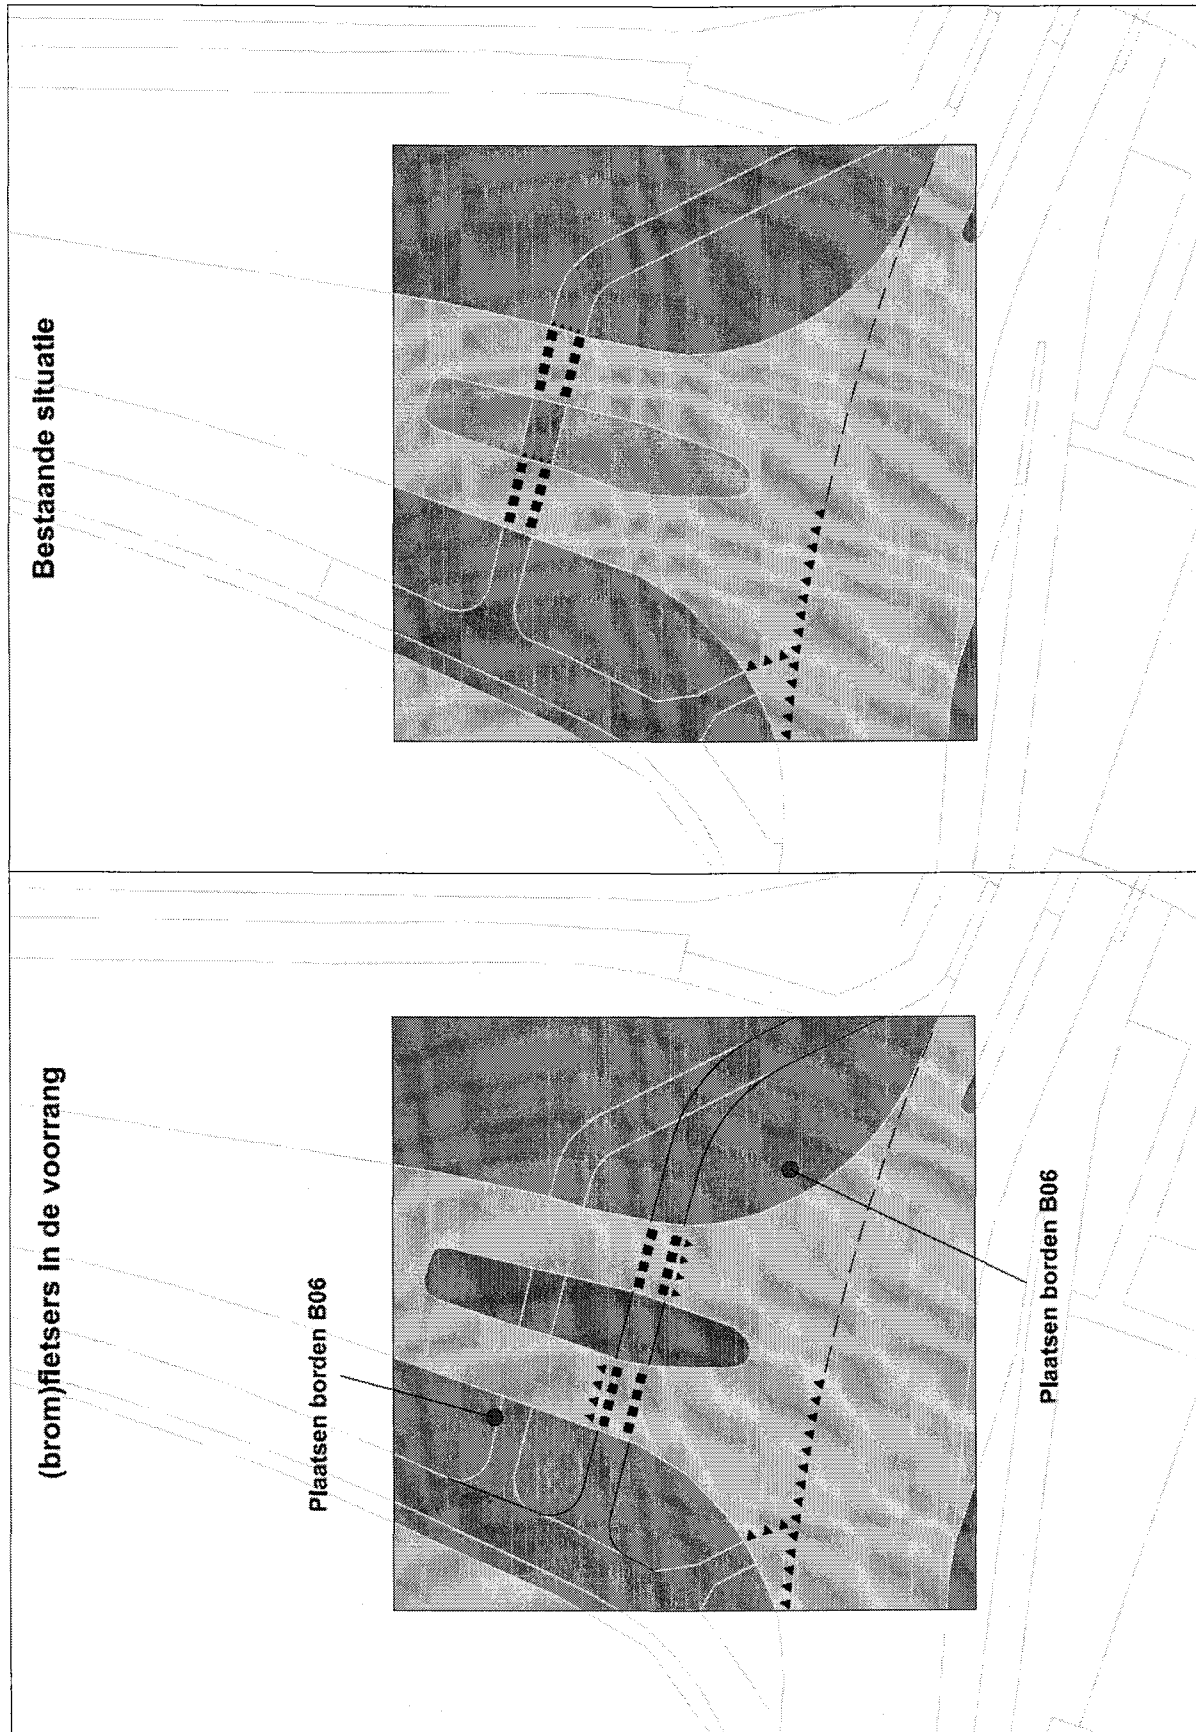 Bestaande situatie
(brom)fietsers in de voorrang
Plaatsen borden B06
Plaatsen borden B06